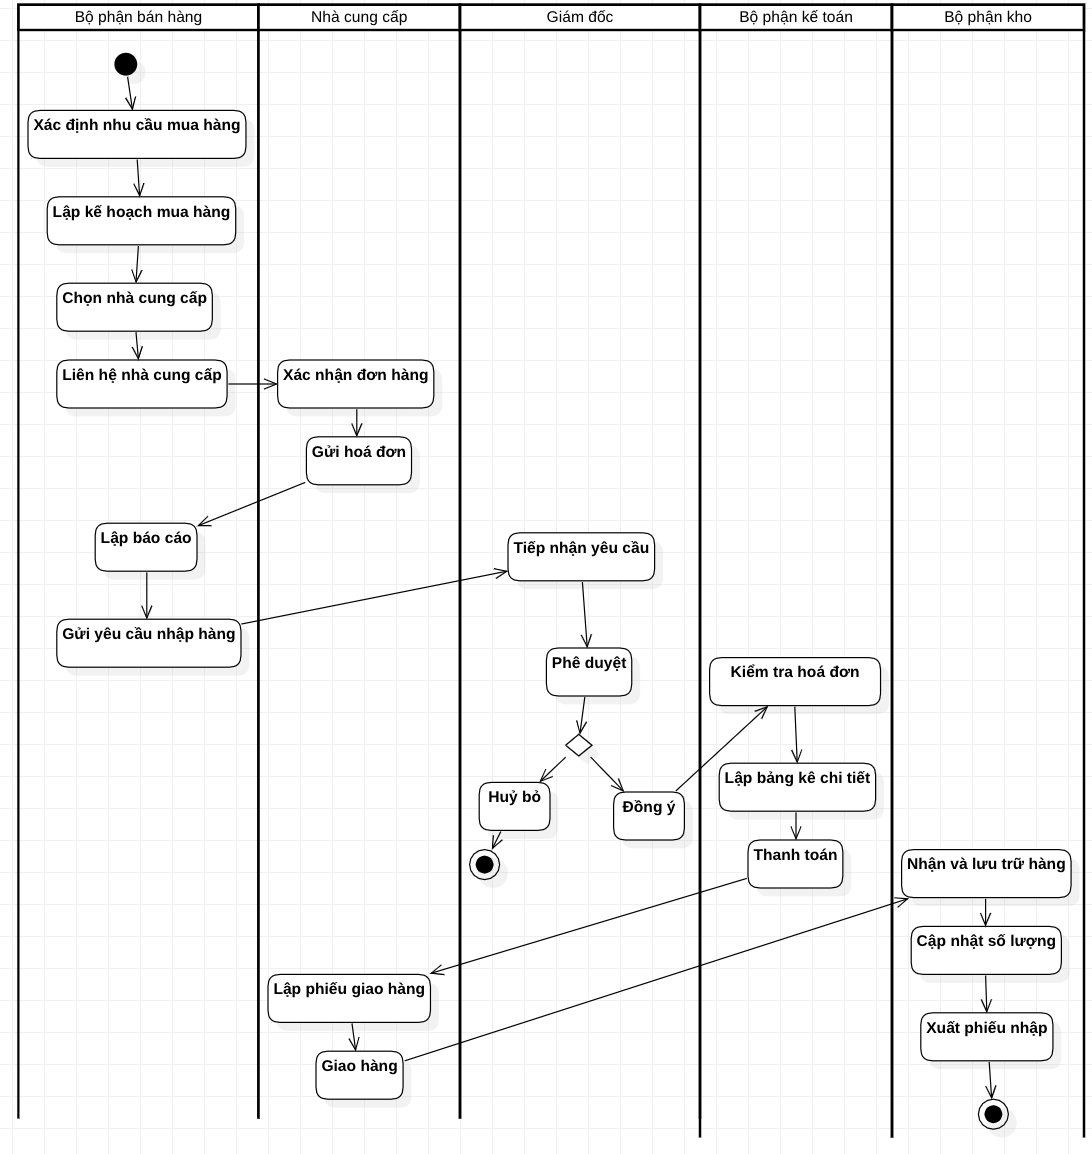 Bộ phận bán hàng
Nhà cung cấp
Giám đốc
Bộ phận kế toán
Bộ phận kho
Xác định nhu cầu mua hàng
Lập kế hoạch mua hàng
Chọn nhà cung cấp
Liên hệ nhà cung cấp
Xác nhận đơn hàng
Gửi hoá đơn
Lập báo cáo
Gửi yêu cầu nhập hàng
Tiếp nhận yêu cầu
Phê duyệt
Huỷ bỏ
Đồng ý
Kiểm tra hoá đơn
Lập bảng kê chi tiết
Thanh toán
Lập phiếu giao hàng
Giao hàng
Nhận và lưu trữ hàng
Cập nhật số lượng
Xuất phiếu nhập